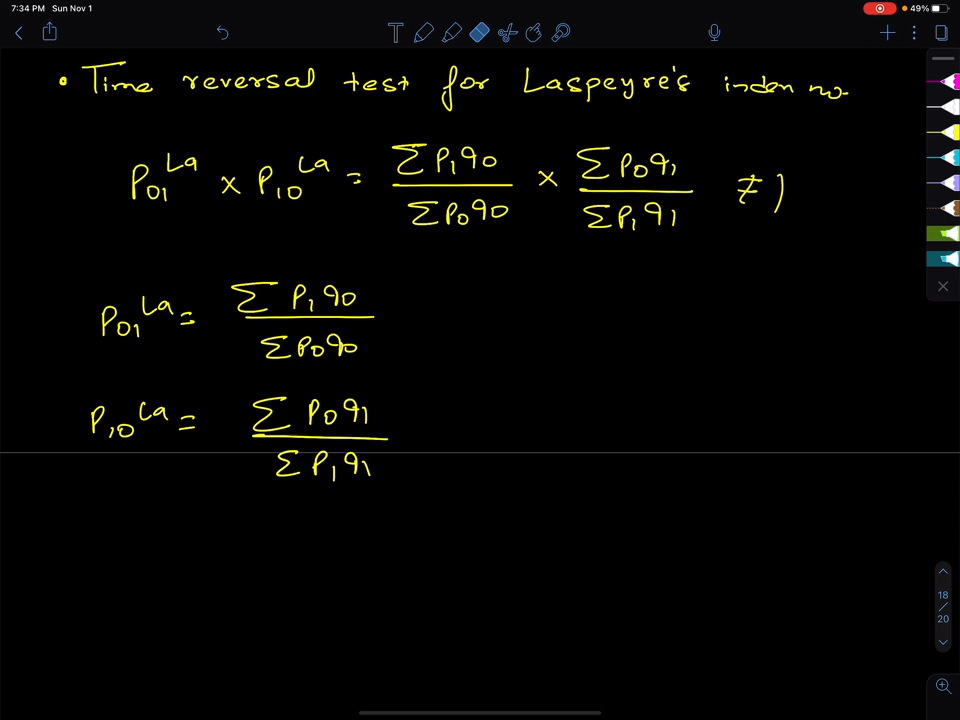 7:34 PM Sun Nov 1
49%
• Time reversal test for Laspeyre's inden no.
P₀₁^La × P₁₀^La = ΣP₁q₀ / ΣP₀q₀ × ΣP₀q₁ / ΣP₁q₁ ≠ 1
P₀₁^La = ΣP₁q₀ / ΣP₀q₀
P₁₀^La = ΣP₀q₁ / ΣP₁q₁
18 / 20